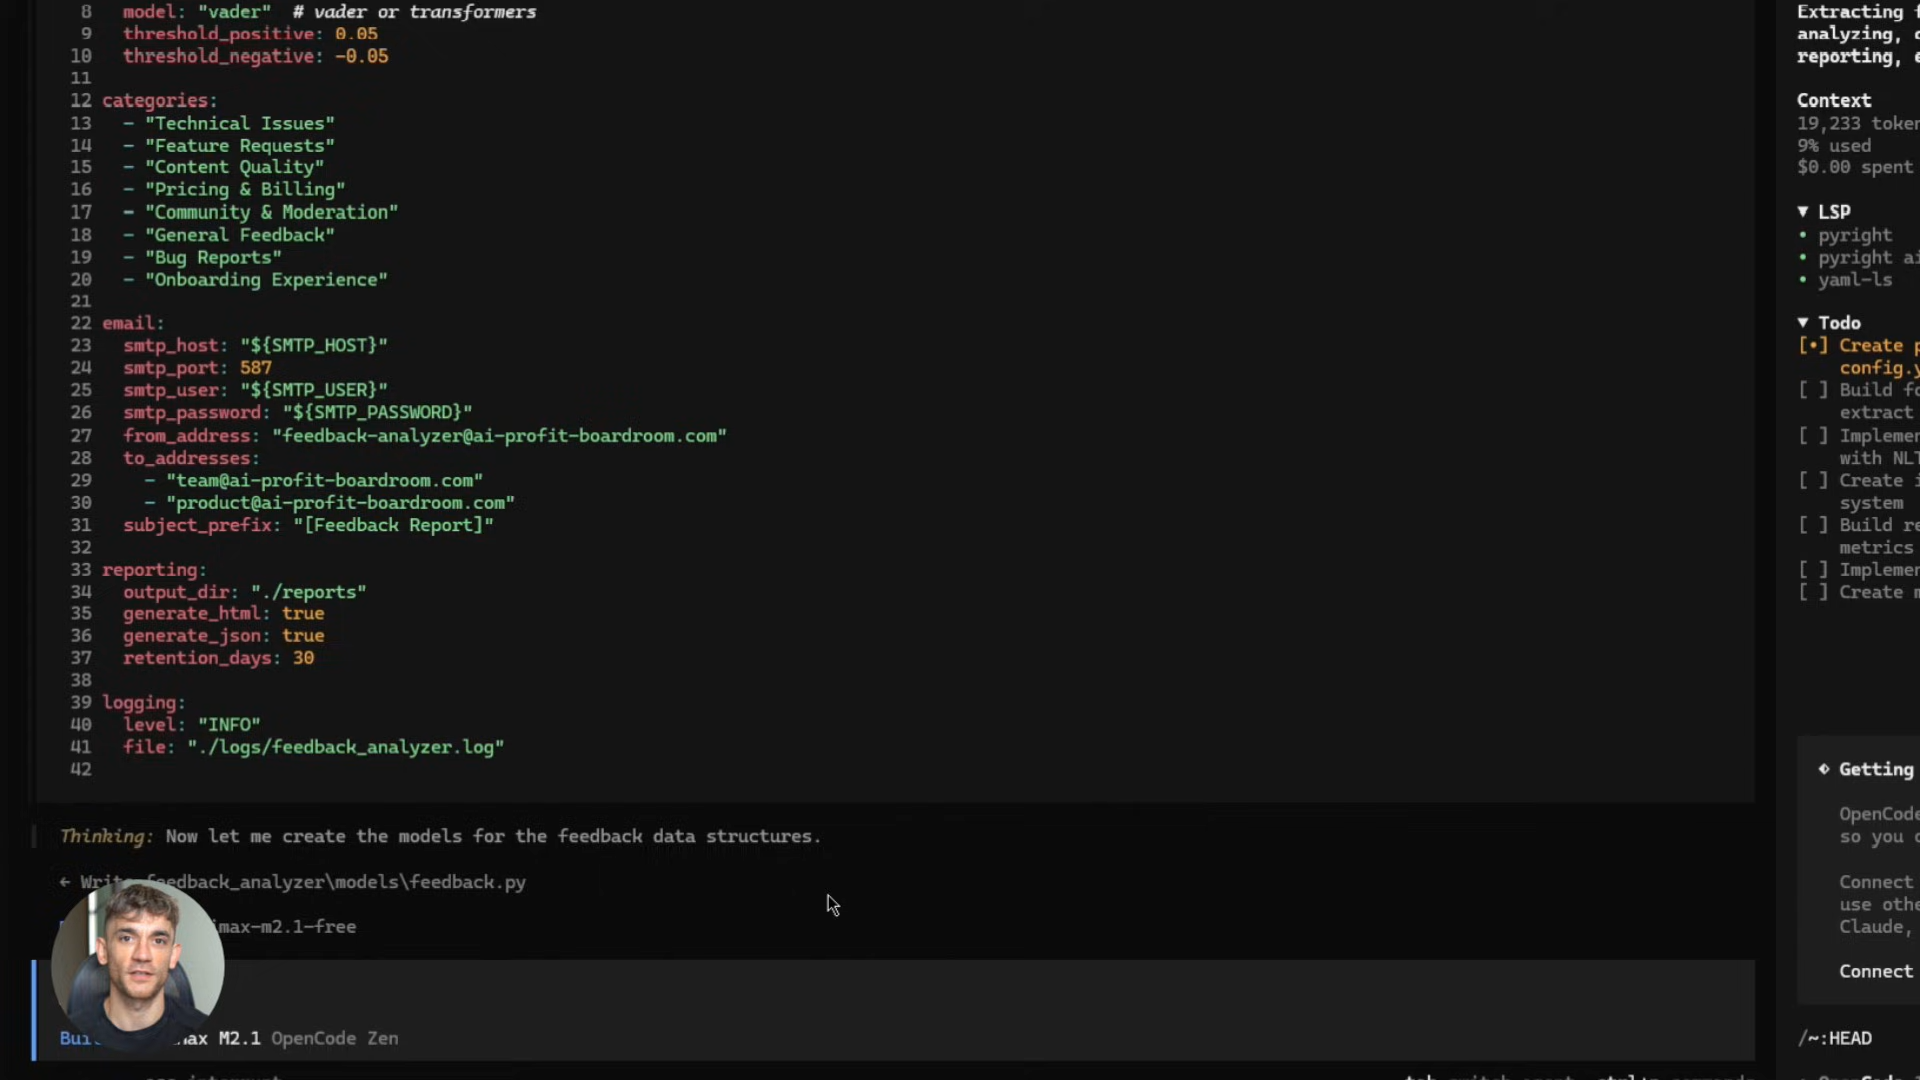 8 model: "vader" # vader or transformers
9 threshold_positive: 0.05
10 threshold_negative: -0.05
11
12 categories:
13 - "Technical Issues"
14 - "Feature Requests"
15 - "Content Quality"
16 - "Pricing & Billing"
17 - "Community & Moderation"
18 - "General Feedback"
19 - "Bug Reports"
20 - "Onboarding Experience"
21
22 email:
23 smtp_host: "${SMTP_HOST}"
24 smtp_port: 587
25 smtp_user: "${SMTP_USER}"
26 smtp_password: "${SMTP_PASSWORD}"
27 from_address: "feedback-analyzer@ai-profit-boardroom.com"
28 to_addresses:
29 - "team@ai-profit-boardroom.com"
30 - "product@ai-profit-boardroom.com"
31 subject_prefix: "[Feedback Report]"
32
33 reporting:
34 output_dir: "./reports"
35 generate_html: true
36 generate_json: true
37 retention_days: 30
38
39 logging:
40 level: "INFO"
41 file: "./logs/feedback_analyzer.log"
42
Thinking: Now let me create the models for the feedback data structures.
← Write feedback_analyzer\models\feedback.py
imax-m2.1-free
M2.1 OpenCode Zen
Extracting
analyzing,
reporting,
Context
19,233
9% used
$0.00 spent
▼ LSP
• pyright
• pyright
• yaml-ls
▼ Todo
[•] Create
[ ] Build
extract
[ ]
with
[ ] Create
system
[ ] Build
metrics
[ ]
[ ] Create
Getting
OpenCode
so you
Connect
use
Claude,
Connect
/~:HEAD